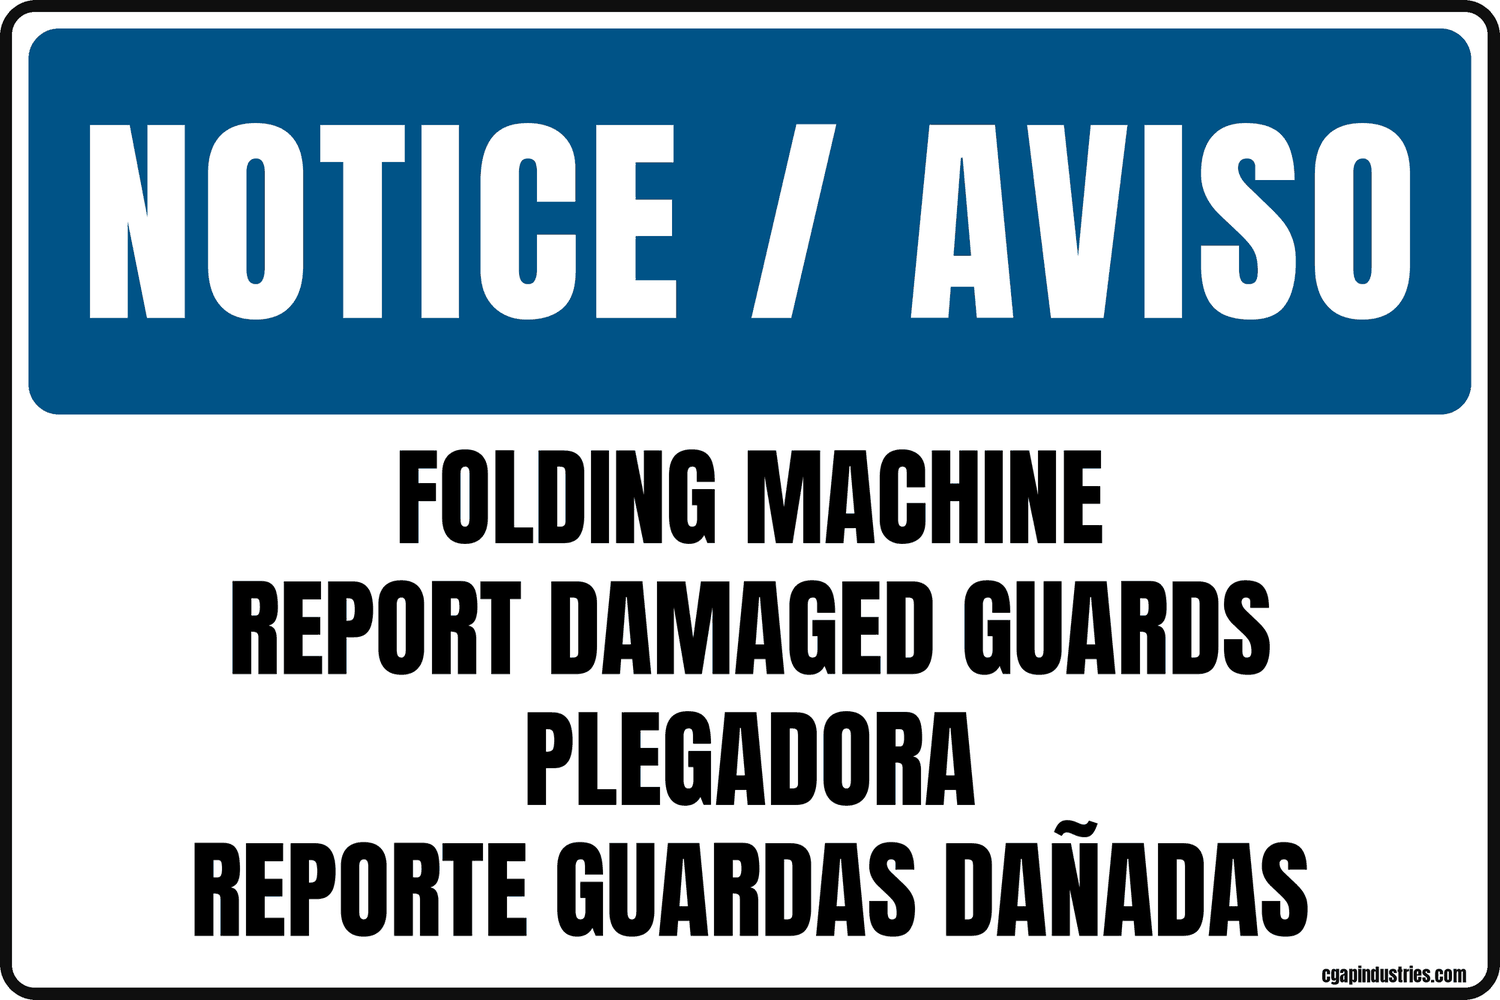 NOTICE / AVISO
FOLDING MACHINE
REPORT DAMAGED GUARDS
PLEGADORA
REPORTE GUARDAS DAÑADAS
cgapindustries.com